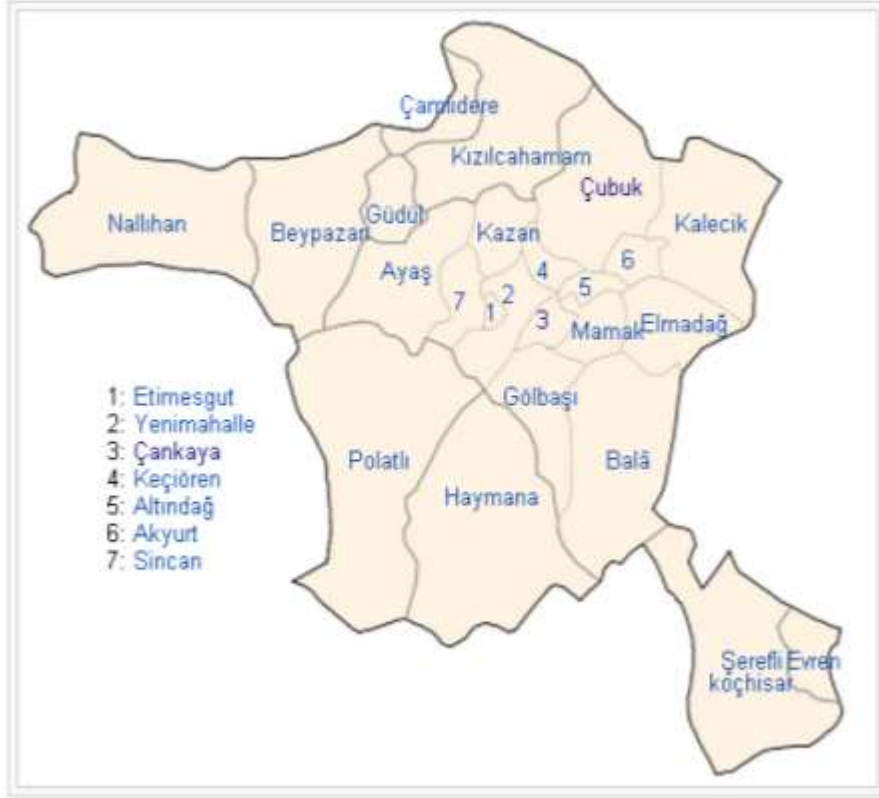 Çamlıdere
Kızılcahamam
Çubuk
Nallıhan
Beypazarı
Güdül
Kazan
Kalecik
Ayaş
4
6
7
1
2
5
3
Mamak
Elmadağ
Gölbaşı
1: Etimesgut
2: Yenimahalle
3: Çankaya
4: Keçiören
5: Altındağ
6: Akyurt
7: Sincan
Polatlı
Haymana
Balâ
Şerefli
koçhisar
Evren